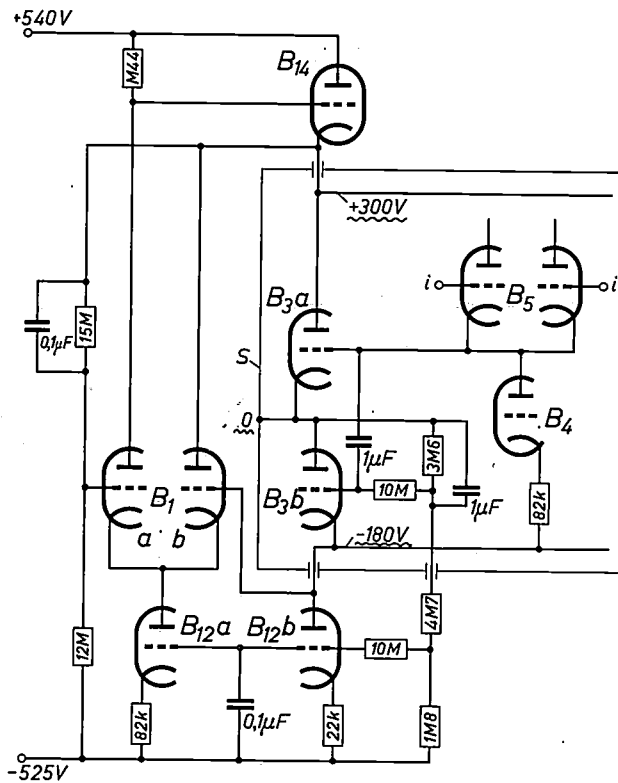 +540V
M44
B14
+300V
i
B5
i
B3a
0,1µF
15M
S
B4
0
1µF
3M6
B1
B3b
10M
1µF
82k
a b
-180V
B12a
B12b
10M
4M7
12M
82k
0,1µF
22k
1M8
-525V